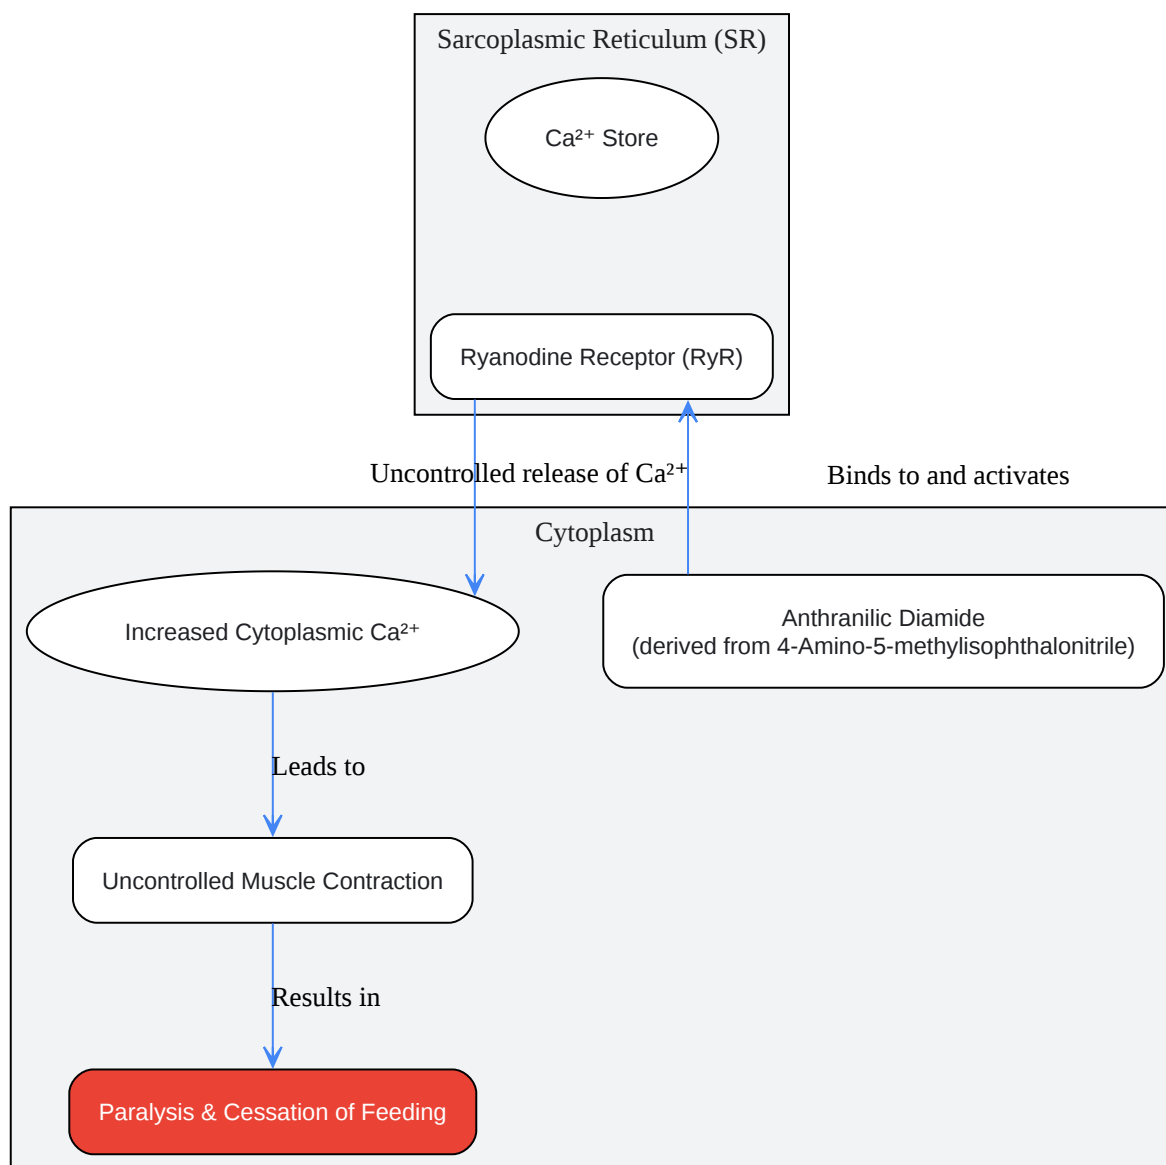 Sarcoplasmic Reticulum (SR)
Ca²⁺ Store
Ryanodine Receptor (RyR)
Uncontrolled release of Ca²⁺
Binds to and activates
Cytoplasm
Increased Cytoplasmic Ca²⁺
Anthranilic Diamide
(derived from 4-Amino-5-methylisophthalonitrile)
Leads to
Uncontrolled Muscle Contraction
Results in
Paralysis & Cessation of Feeding